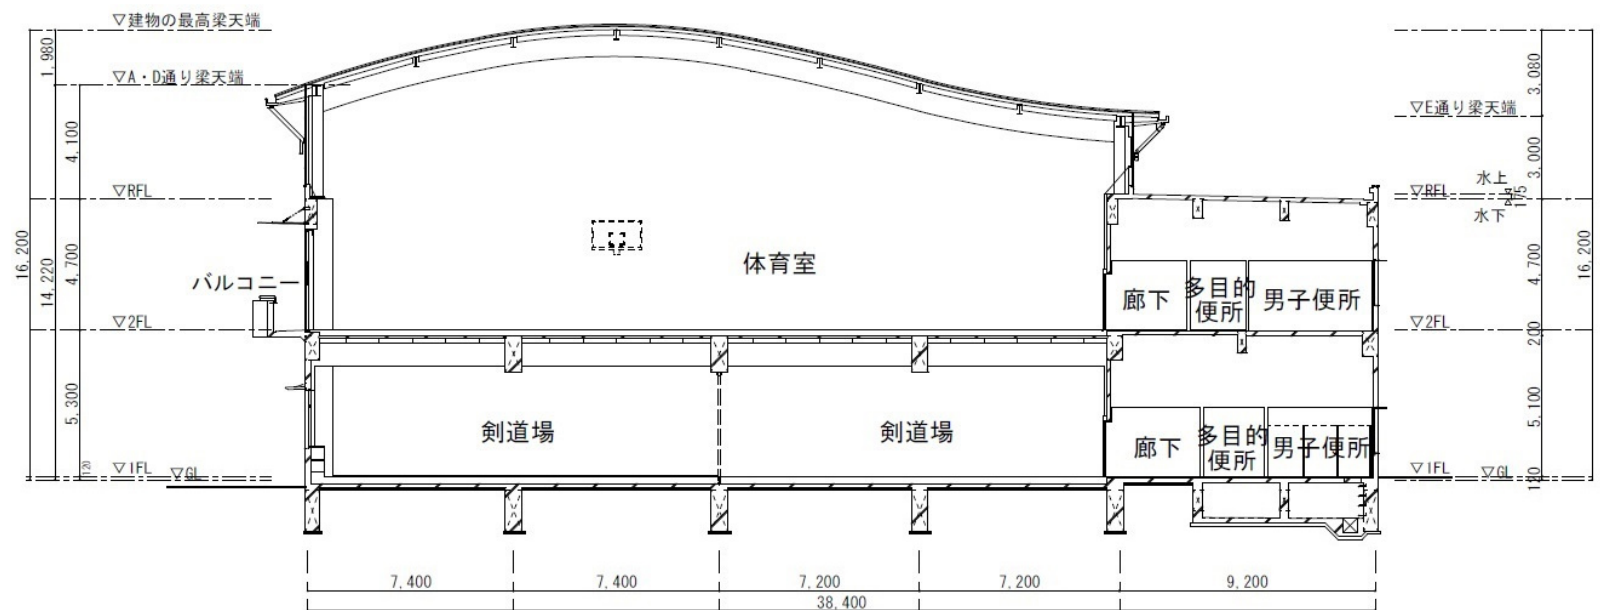 ▽建物の最高梁天端
1,980
▽A・D通り梁天端
3,080
▽E通り梁天端
4,100
3,000
▽RFL
▽RFL
水上
175
水下
16,200
14,220
4,700
体育室
4,700
16,200
バルコニー
廊下
多目的
便所
男子便所
▽2FL
▽2FL
200
5,300
5,100
剣道場
剣道場
廊下
多目的
便所
男子便所
120
▽1FL
▽GL
▽1FL
▽GL
120
7,400
7,400
7,200
7,200
9,200
38,400